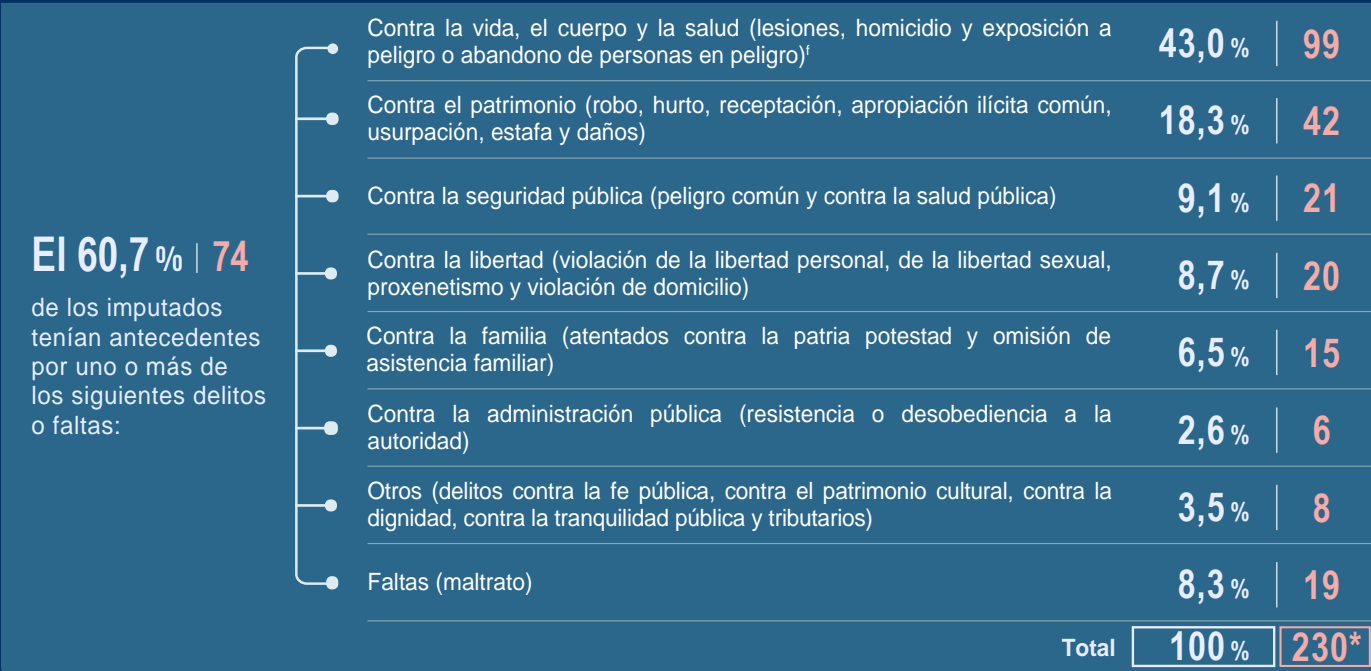 El 60,7 % | 74
de los imputados
tenían antecedentes
por uno o más de
los siguientes delitos
o faltas:
Contra la vida, el cuerpo y la salud (lesiones, homicidio y exposición a
peligro o abandono de personas en peligro)f
43,0 % | 99
Contra el patrimonio (robo, hurto, receptación, apropiación ilícita común,
usurpación, estafa y daños)
18,3 % | 42
Contra la seguridad pública (peligro común y contra la salud pública)
9,1 % | 21
Contra la libertad (violación de la libertad personal, de la libertad sexual,
proxenetismo y violación de domicilio)
8,7 % | 20
Contra la familia (atentados contra la patria potestad y omisión de
asistencia familiar)
6,5 % | 15
Contra la administración pública (resistencia o desobediencia a la
autoridad)
2,6 % | 6
Otros (delitos contra la fe pública, contra el patrimonio cultural, contra la
dignidad, contra la tranquilidad pública y tributarios)
3,5 % | 8
Faltas (maltrato)
8,3 % | 19
Total 100 % 230*